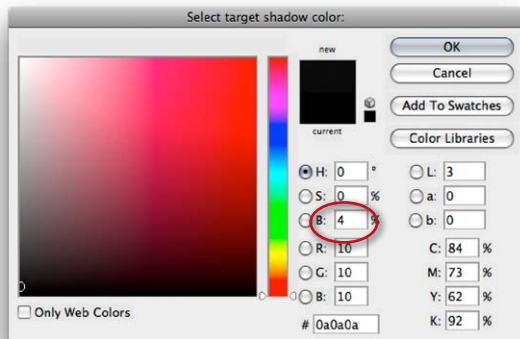 Select target shadow color:
new
current
OK
Cancel
Add To Swatches
Color Libraries
H: 0 °
S: 0 %
B: 4 %
R: 10
G: 10
B: 10
# 0a0a0a
L: 3
a: 0
b: 0
C: 84 %
M: 73 %
Y: 62 %
K: 92 %
Only Web Colors